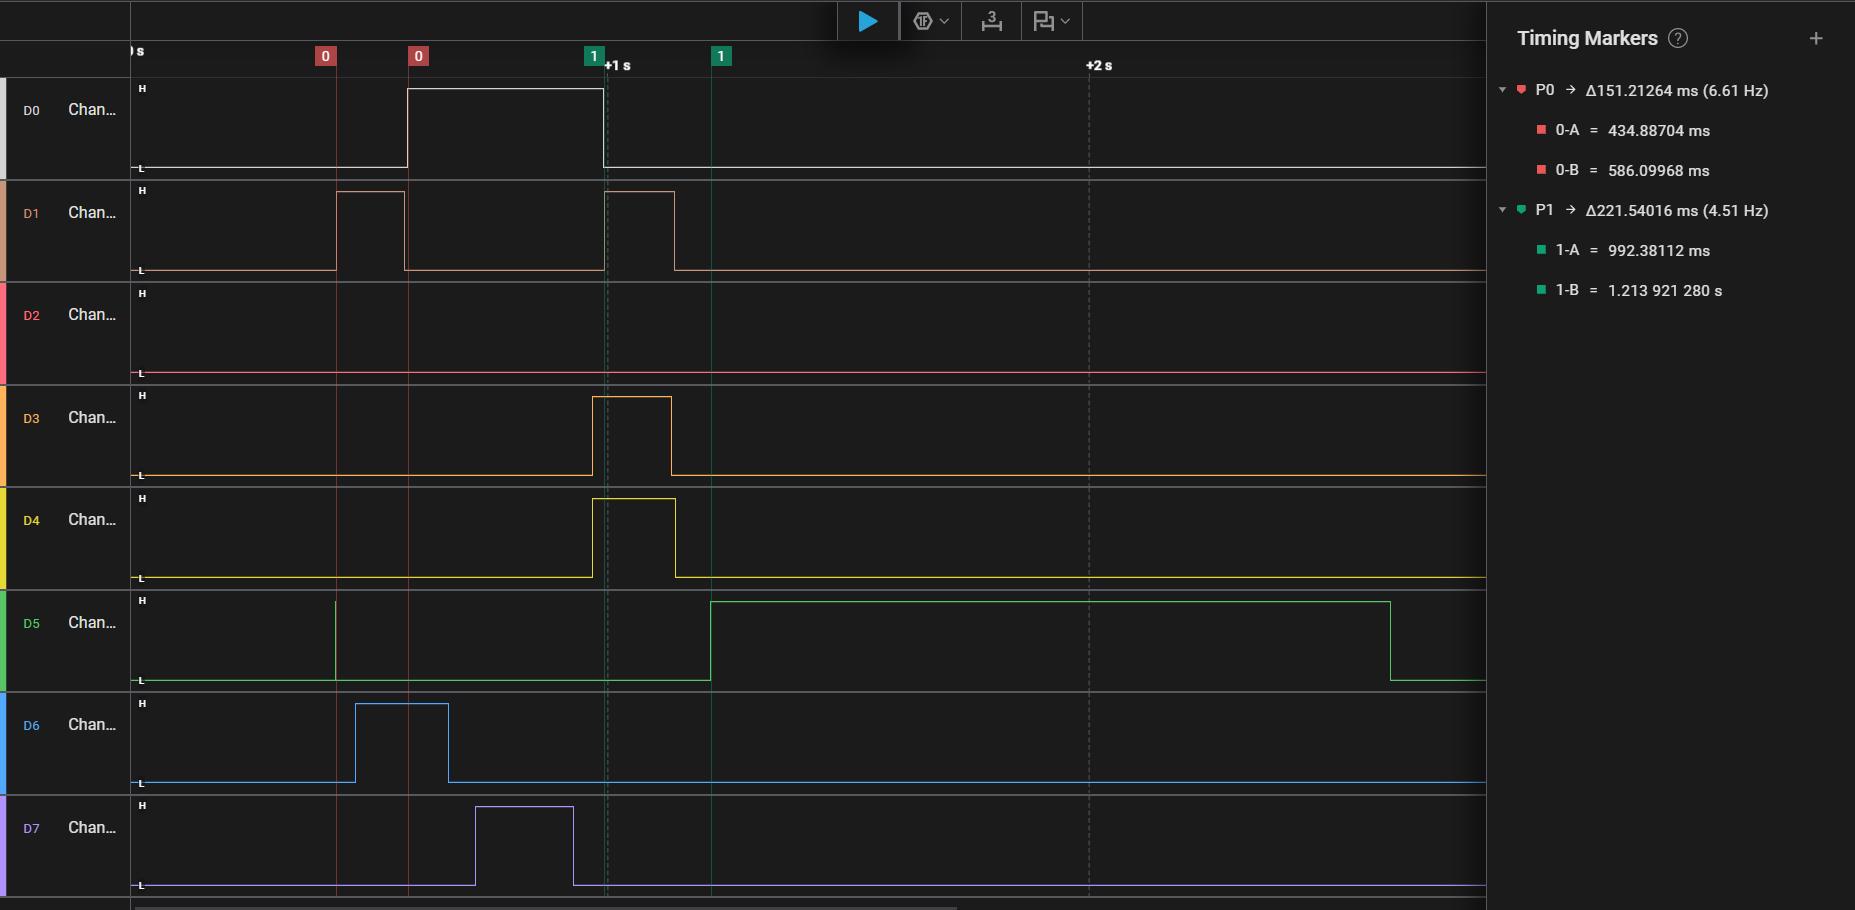 3
Timing Markers ?
0 s
0 0 1 1
+1 s +2 s
P0 → Δ151.21264 ms (6.61 Hz)
0-A = 434.88704 ms
0-B = 586.09968 ms
P1 → Δ221.54016 ms (4.51 Hz)
1-A = 992.38112 ms
1-B = 1.213 921 280 s
H
D0 Chan...
L
H
D1 Chan...
L
H
D2 Chan...
L
H
D3 Chan...
L
H
D4 Chan...
L
H
D5 Chan...
L
H
D6 Chan...
L
H
D7 Chan...
L